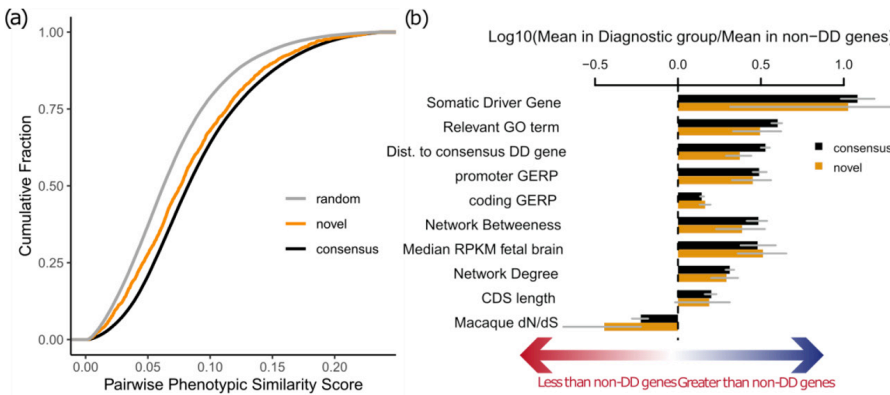 (a)
1.00
0.75
0.50
0.25
0.00
Cumulative Fraction
random
novel
consensus
0.00 0.05 0.10 0.15 0.20
Pairwise Phenotypic Similarity Score
(b)
Log10(Mean in Diagnostic group/Mean in non−DD genes)
−0.5 0.0 0.5 1.0
Somatic Driver Gene
Relevant GO term
Dist. to consensus DD gene
promoter GERP
coding GERP
Network Betweeness
Median RPKM fetal brain
Network Degree
CDS length
Macaque dN/dS
consensus
novel
Less than non-DD genes Greater than non-DD genes